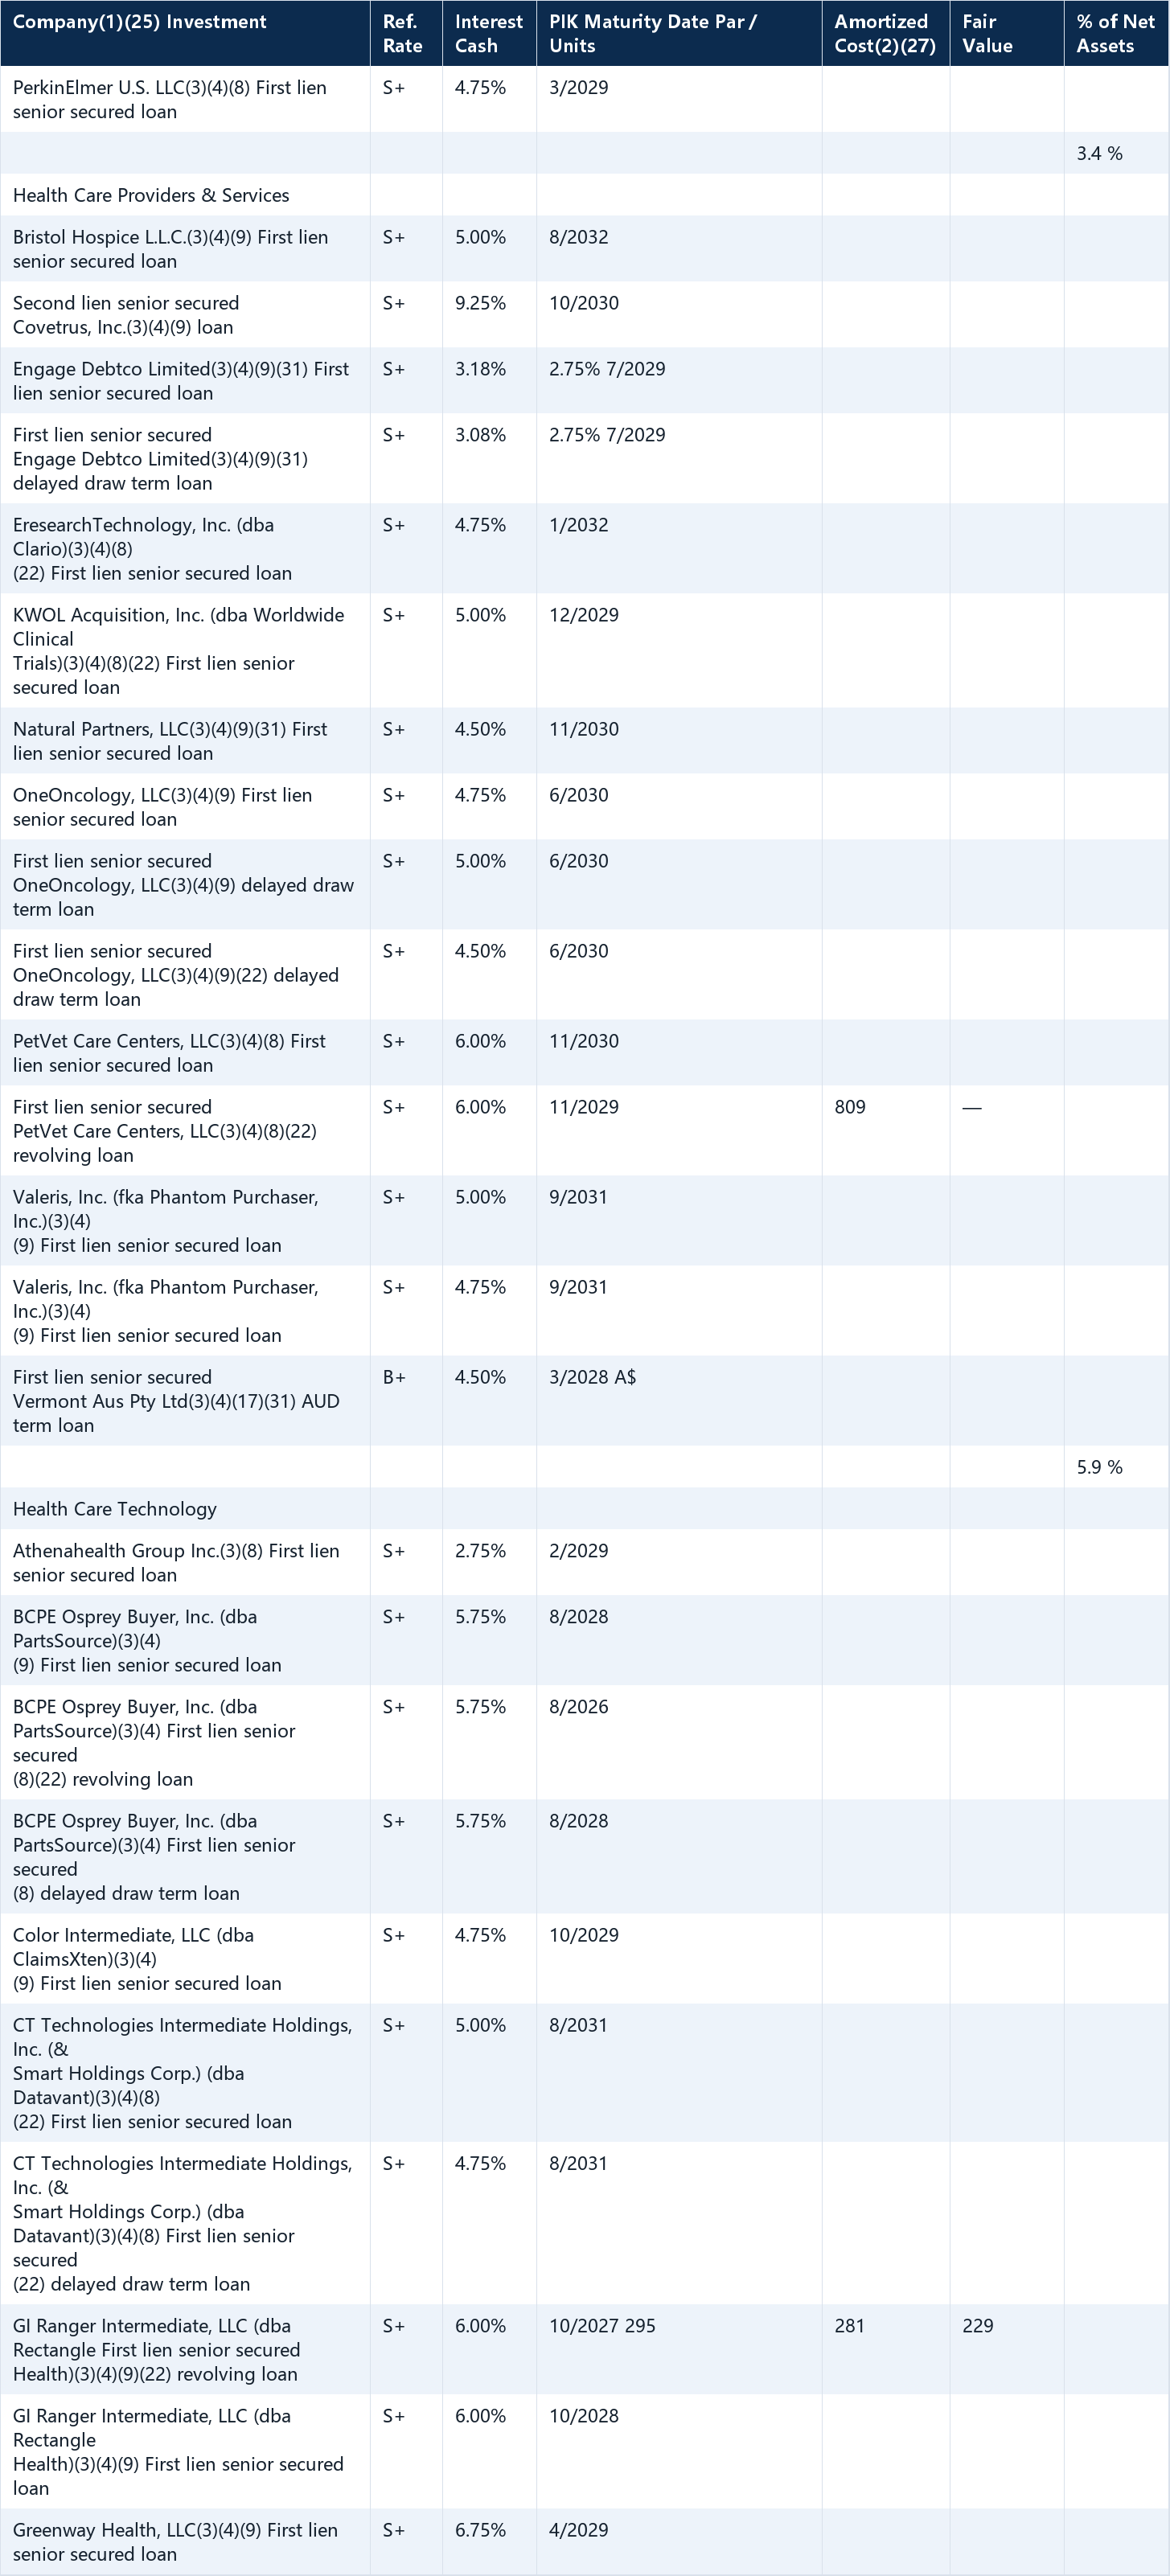 Company(1)(25) Investment
Ref. Rate
Interest Cash
PIK Maturity Date Par / Units
Amortized Cost(2)(27)
Fair Value
% of Net Assets
PerkinElmer U.S. LLC(3)(4)(8) First lien
senior secured loan
S+
4.75%
3/2029
3.4 %
Health Care Providers & Services
Bristol Hospice L.L.C.(3)(4)(9) First lien
senior secured loan
S+
5.00%
8/2032
Second lien senior secured
Covetrus, Inc.(3)(4)(9) loan
S+
9.25%
10/2030
Engage Debtco Limited(3)(4)(9)(31) First
lien senior secured loan
S+
3.18%
2.75% 7/2029
First lien senior secured
Engage Debtco Limited(3)(4)(9)(31)
delayed draw term loan
S+
3.08%
2.75% 7/2029
EresearchTechnology, Inc. (dba
Clario)(3)(4)(8)
(22) First lien senior secured loan
S+
4.75%
1/2032
KWOL Acquisition, Inc. (dba Worldwide
Clinical
Trials)(3)(4)(8)(22) First lien senior
secured loan
S+
5.00%
12/2029
Natural Partners, LLC(3)(4)(9)(31) First
lien senior secured loan
S+
4.50%
11/2030
OneOncology, LLC(3)(4)(9) First lien
senior secured loan
S+
4.75%
6/2030
First lien senior secured
OneOncology, LLC(3)(4)(9) delayed draw
term loan
S+
5.00%
6/2030
First lien senior secured
OneOncology, LLC(3)(4)(9)(22) delayed
draw term loan
S+
4.50%
6/2030
PetVet Care Centers, LLC(3)(4)(8) First
lien senior secured loan
S+
6.00%
11/2030
First lien senior secured
PetVet Care Centers, LLC(3)(4)(8)(22)
revolving loan
S+
6.00%
11/2029
809
—
Valeris, Inc. (fka Phantom Purchaser,
Inc.)(3)(4)
(9) First lien senior secured loan
S+
5.00%
9/2031
Valeris, Inc. (fka Phantom Purchaser,
Inc.)(3)(4)
(9) First lien senior secured loan
S+
4.75%
9/2031
First lien senior secured
Vermont Aus Pty Ltd(3)(4)(17)(31) AUD
term loan
B+
4.50%
3/2028 A$
5.9 %
Health Care Technology
Athenahealth Group Inc.(3)(8) First lien
senior secured loan
S+
2.75%
2/2029
BCPE Osprey Buyer, Inc. (dba
PartsSource)(3)(4)
(9) First lien senior secured loan
S+
5.75%
8/2028
BCPE Osprey Buyer, Inc. (dba
PartsSource)(3)(4) First lien senior
secured
(8)(22) revolving loan
S+
5.75%
8/2026
BCPE Osprey Buyer, Inc. (dba
PartsSource)(3)(4) First lien senior
secured
(8) delayed draw term loan
S+
5.75%
8/2028
Color Intermediate, LLC (dba
ClaimsXten)(3)(4)
(9) First lien senior secured loan
S+
4.75%
10/2029
CT Technologies Intermediate Holdings,
Inc. (&
Smart Holdings Corp.) (dba
Datavant)(3)(4)(8)
(22) First lien senior secured loan
S+
5.00%
8/2031
CT Technologies Intermediate Holdings,
Inc. (&
Smart Holdings Corp.) (dba
Datavant)(3)(4)(8) First lien senior
secured
(22) delayed draw term loan
S+
4.75%
8/2031
GI Ranger Intermediate, LLC (dba
Rectangle First lien senior secured
Health)(3)(4)(9)(22) revolving loan
S+
6.00%
10/2027 295
281
229
GI Ranger Intermediate, LLC (dba
Rectangle
Health)(3)(4)(9) First lien senior secured
loan
S+
6.00%
10/2028
Greenway Health, LLC(3)(4)(9) First lien
senior secured loan
S+
6.75%
4/2029